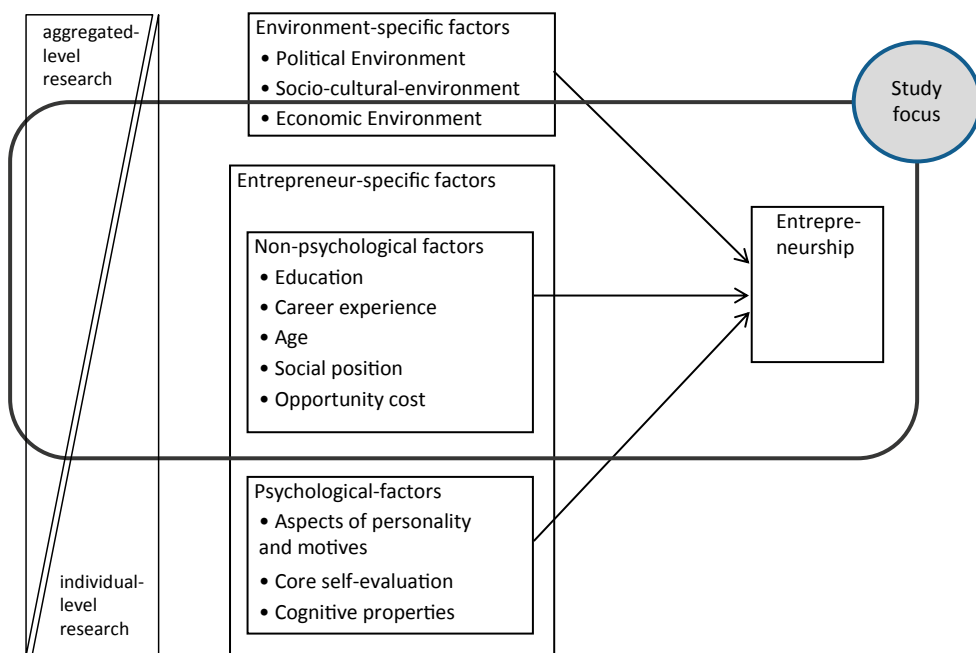 aggregated-
level
research
Environment-specific factors
• Political Environment
• Socio-cultural-environment
• Economic Environment
Study
focus
Entrepreneur-specific factors
Non-psychological factors
• Education
• Career experience
• Age
• Social position
• Opportunity cost
Entrepre-
neurship
Psychological-factors
• Aspects of personality
and motives
• Core self-evaluation
• Cognitive properties
individual-
level
research